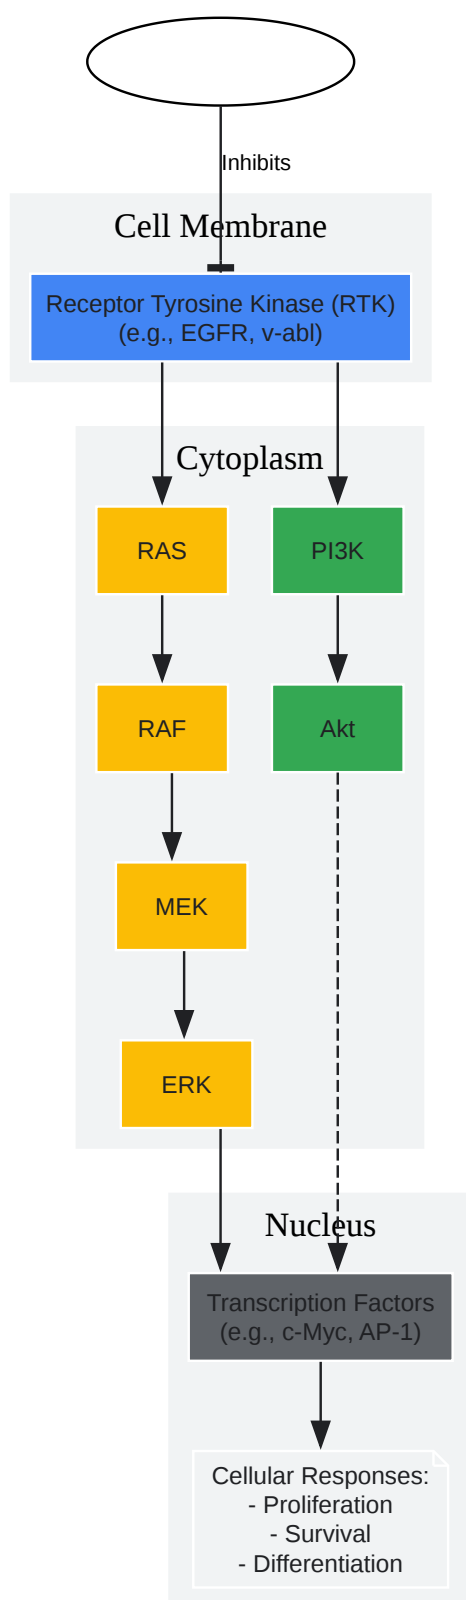 Inhibits
Cell Membrane
Receptor Tyrosine Kinase (RTK)
(e.g., EGFR, v-abl)
Cytoplasm
RAS
PI3K
RAF
Akt
MEK
ERK
Nucleus
Transcription Factors
(e.g., c-Myc, AP-1)
Cellular Responses:
- Proliferation
- Survival
- Differentiation